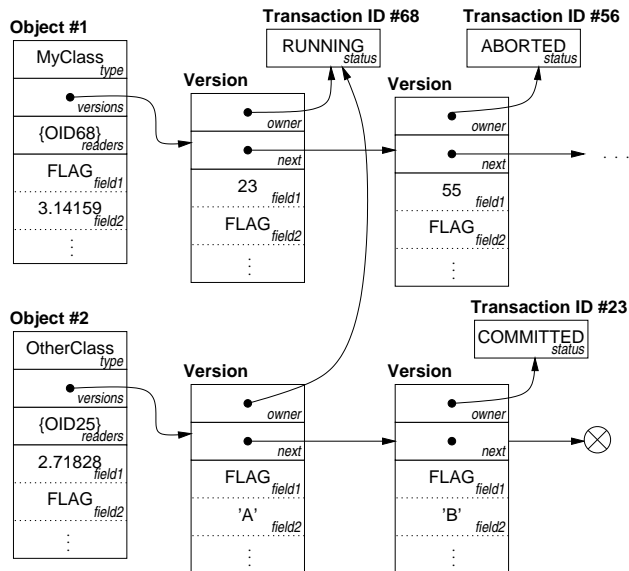 Object #1
MyClass
type
versions
{OID68}
readers
FLAG
field1
3.14159
field2
Version
owner
next
23
field1
FLAG
field2
Transaction ID #68
RUNNING
status
Version
owner
next
55
field1
FLAG
field2
Transaction ID #56
ABORTED
status
. . .
Object #2
OtherClass
type
versions
{OID25}
readers
2.71828
field1
FLAG
field2
Version
owner
next
FLAG
field1
'A'
field2
Version
owner
next
FLAG
field1
'B'
field2
Transaction ID #23
COMMITTED
status